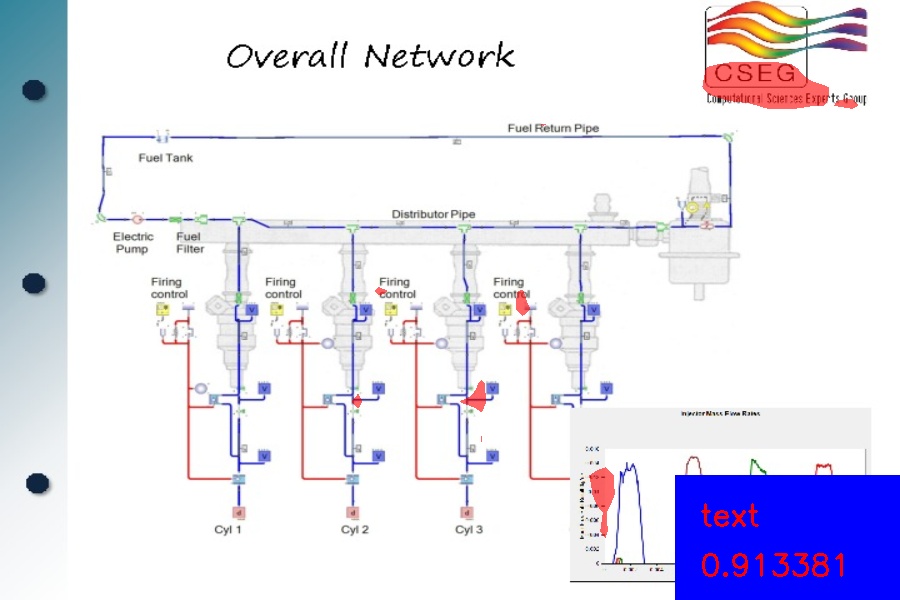 Overall Network
CSEG
Computational Sciences Experts Group
Fuel Return Pipe
Fuel Tank
Distributor Pipe
Electric
Pump
Fuel
Filter
Firing
control
Firing
control
Firing
control
Firing
control
Cyl 1
Cyl 2
Cyl 3
Injector Mass Flow Rates
text
0.913381